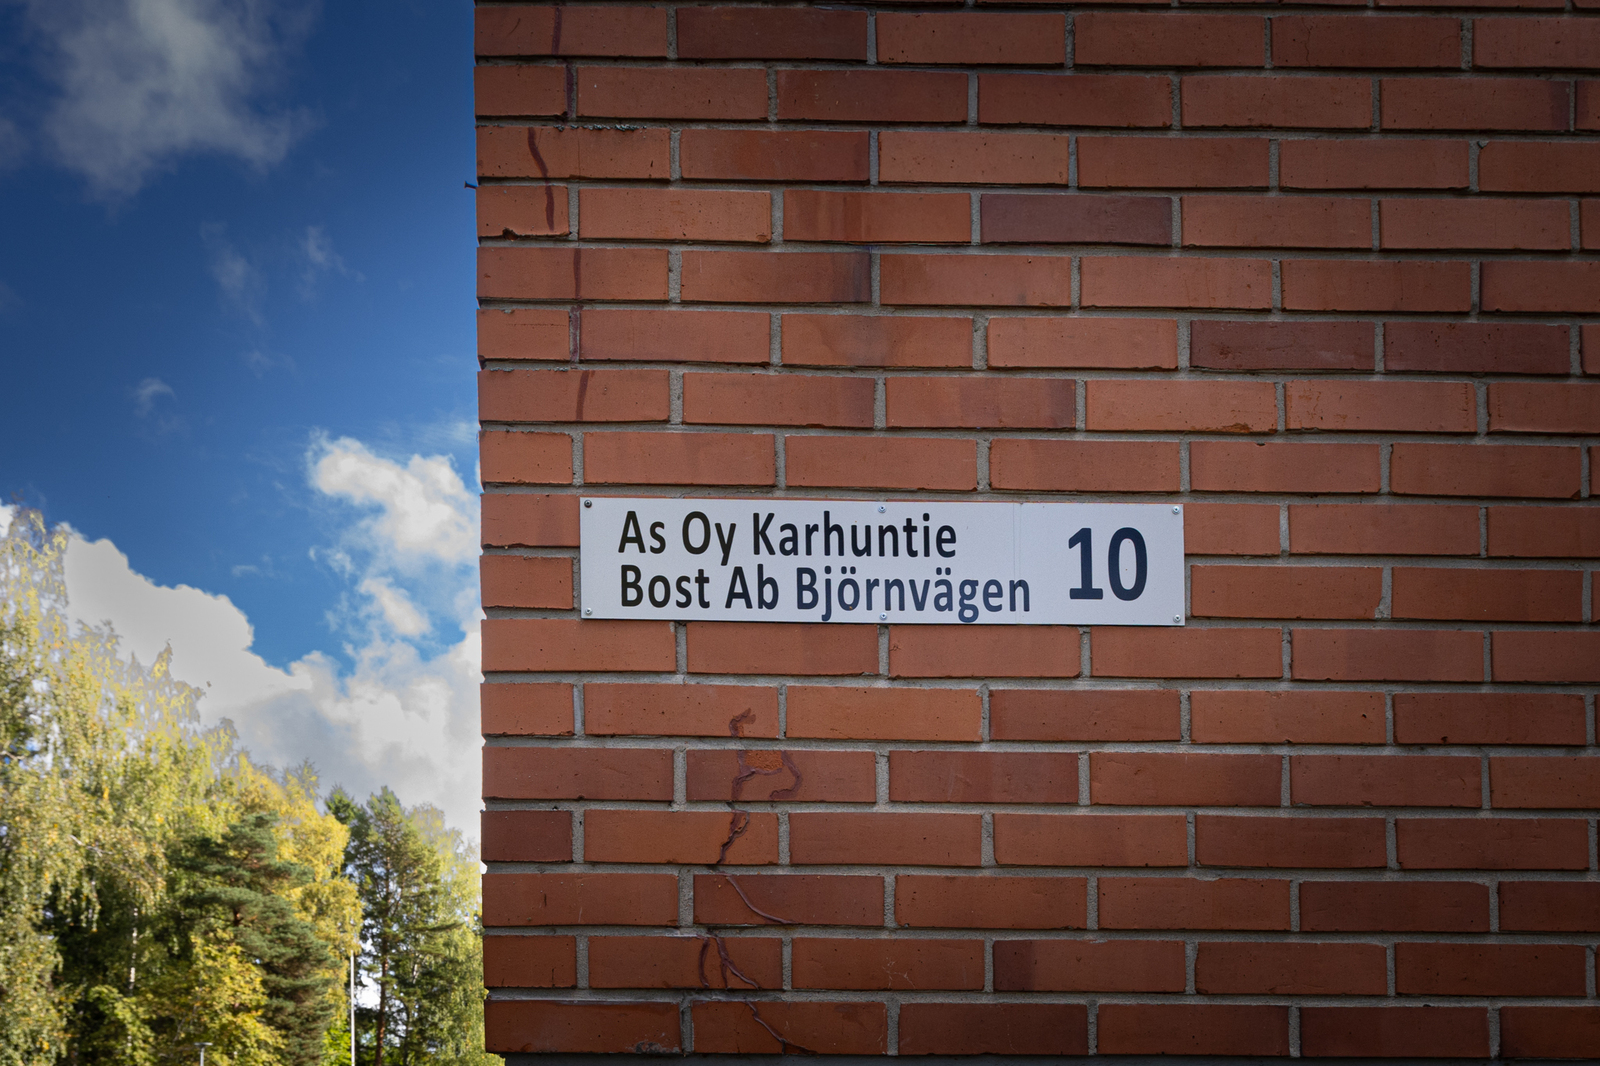 As Oy Karhuntie
Bost Ab Björnvägen
10